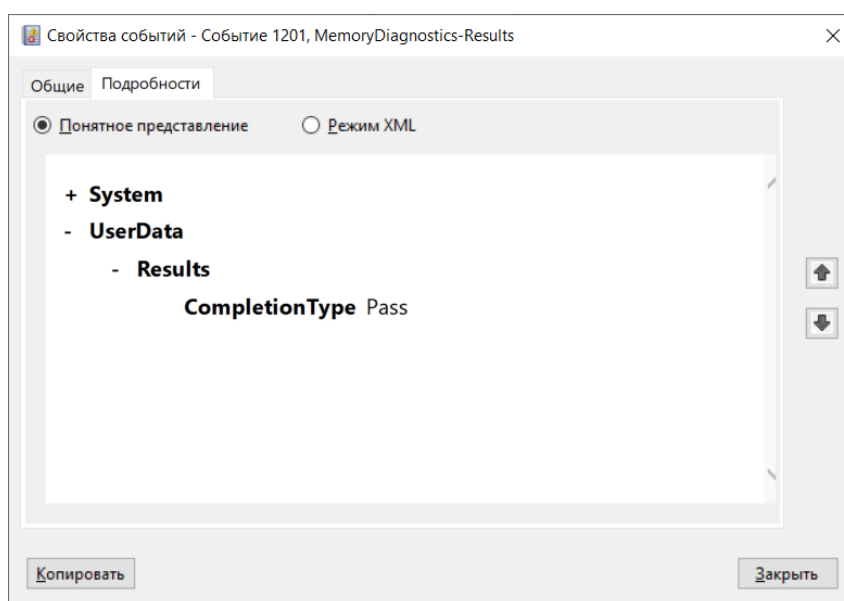 Свойства событий - Событие 1201, MemoryDiagnostics-Results
Общие Подробности
Понятное представление Режим XML
+ System
- UserData
- Results
CompletionType Pass
Копировать Закрыть